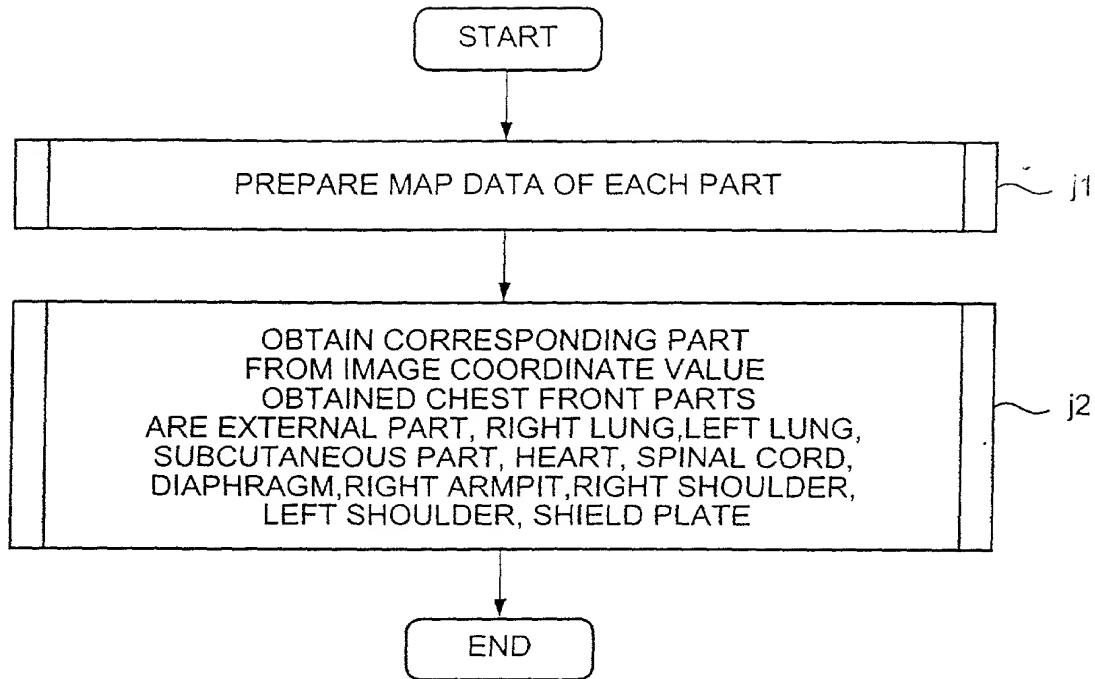 START
PREPARE MAP DATA OF EACH PART
j1
OBTAIN CORRESPONDING PART
FROM IMAGE COORDINATE VALUE
OBTAINED CHEST FRONT PARTS
ARE EXTERNAL PART, RIGHT LUNG,LEFT LUNG,
SUBCUTANEOUS PART, HEART, SPINAL CORD,
DIAPHRAGM,RIGHT ARMPIT,RIGHT SHOULDER,
LEFT SHOULDER, SHIELD PLATE
j2
END